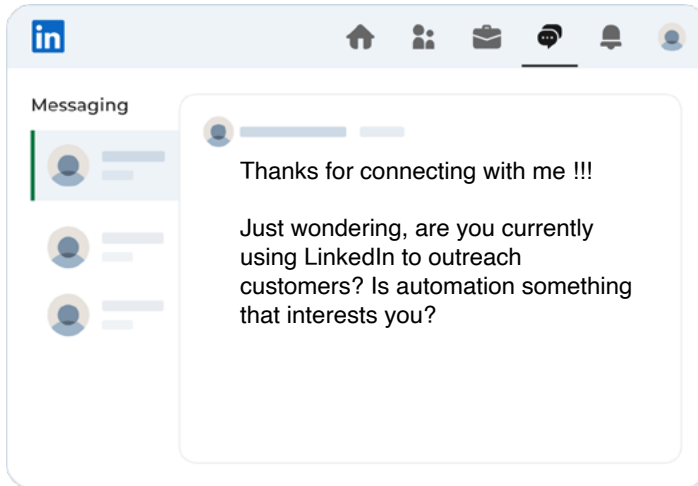 in
Messaging
Thanks for connecting with me !!!
Just wondering, are you currently
using LinkedIn to outreach
customers? Is automation something
that interests you?